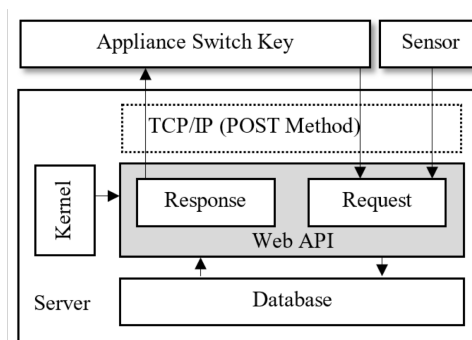 Appliance Switch Key
Sensor
TCP/IP (POST Method)
Kernel
Response
Request
Web API
Server
Database